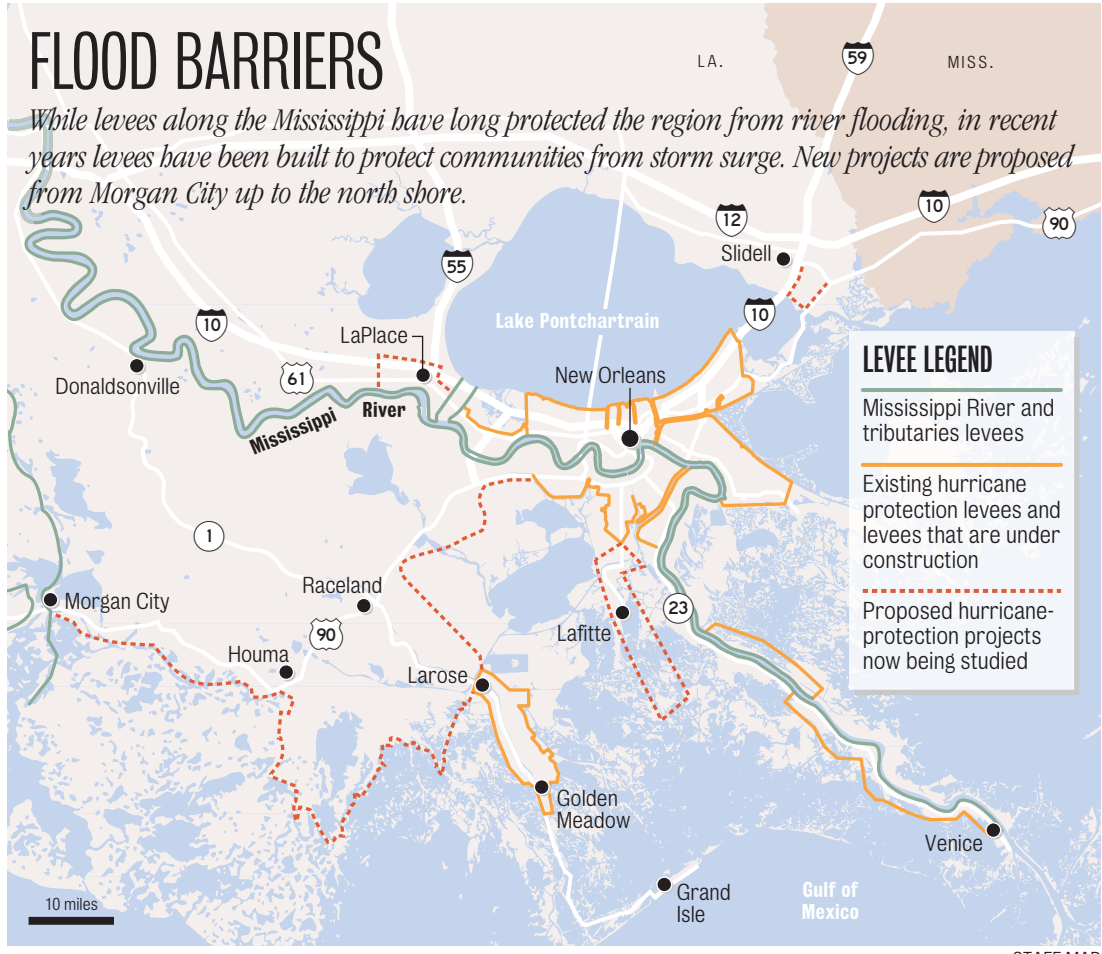 FLOOD BARRIERS
While levees along the Mississippi have long protected the region from river flooding, in recent
years levees have been built to protect communities from storm surge. New projects are proposed
from Morgan City up to the north shore.
LA.
MISS.
59
12
10
90
Slidell
55
10
10
LaPlace
Lake Pontchartrain
61
Donaldsonville
New Orleans
Mississippi
River
LEVEE LEGEND
Mississippi River and
tributaries levees
Existing hurricane
protection levees and
levees that are under
construction
Proposed hurricane-
protection projects
now being studied
1
Raceland
Morgan City
90
23
Lafitte
Houma
Larose
Golden
Meadow
Venice
Grand
Isle
Gulf of
Mexico
10 miles